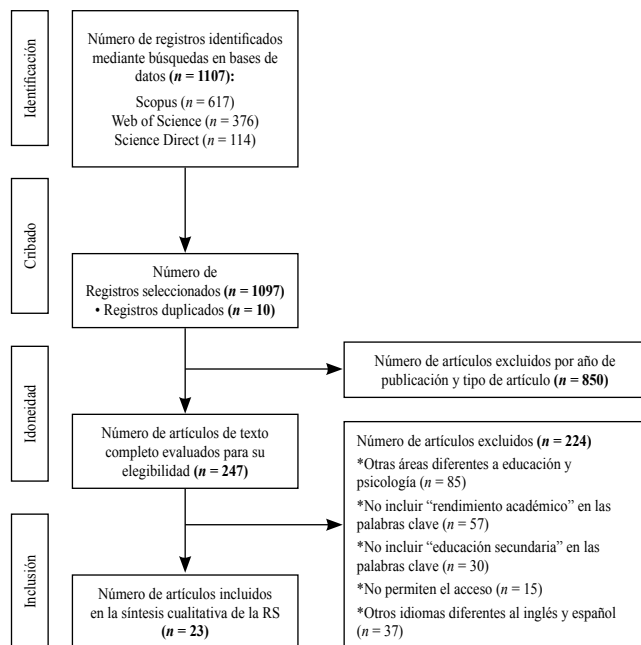 Identificación
Número de registros identificados
mediante búsquedas en bases de
datos (n = 1107):
Scopus (n = 617)
Web of Science (n = 376)
Science Direct (n = 114)
Cribado
Número de
Registros seleccionados (n = 1097)
• Registros duplicados (n = 10)
Número de artículos excluidos por año de
publicación y tipo de artículo (n = 850)
Idoneidad
Número de artículos de texto
completo evaluados para su
elegibilidad (n = 247)
Número de artículos excluidos (n = 224)
*Otras áreas diferentes a educación y
psicología (n = 85)
*No incluir “rendimiento académico” en las
palabras clave (n = 57)
*No incluir “educación secundaria” en las
palabras clave (n = 30)
*No permiten el acceso (n = 15)
*Otros idiomas diferentes al inglés y español
(n = 37)
Inclusión
Número de artículos incluidos
en la síntesis cualitativa de la RS
(n = 23)